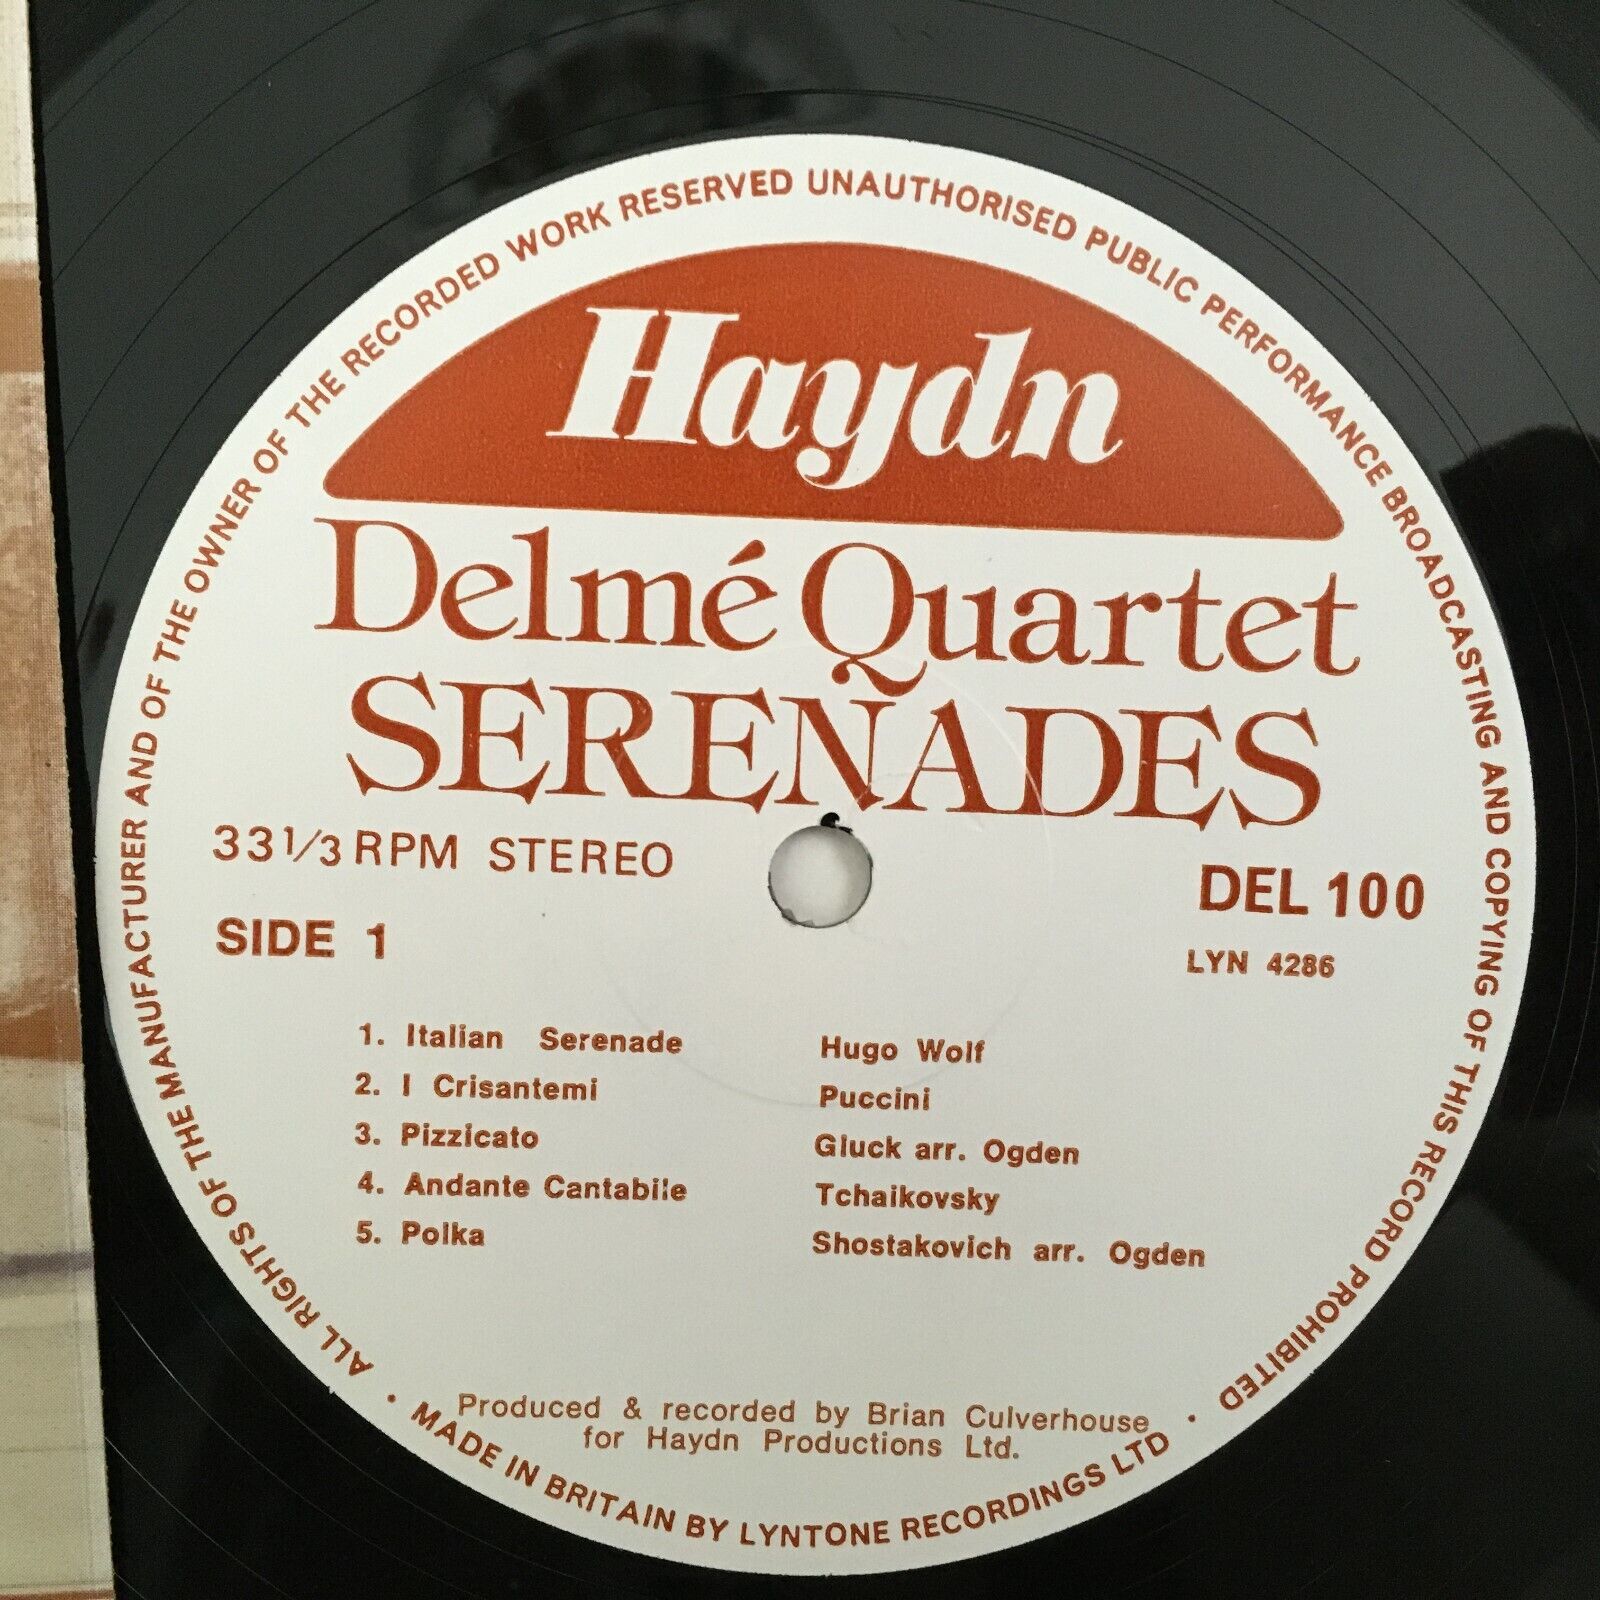 ALL RIGHTS OF THE MANUFACTURER AND OF THE OWNER OF THE RECORDED WORK RESERVED UNAUTHORISED PUBLIC PERFORMANCE BROADCASTING AND COPYING OF THIS RECORD PROHIBITED
Haydn
Delmé Quartet
SERENADES
33 1/3 RPM STEREO
DEL 100
SIDE 1
LYN 4286
1. Italian Serenade Hugo Wolf
2. I Crisantemi Puccini
3. Pizzicato Gluck arr. Ogden
4. Andante Cantabile Tchaikovsky
5. Polka Shostakovich arr. Ogden
Produced & recorded by Brian Culverhouse
for Haydn Productions Ltd.
• MADE IN BRITAIN BY LYNTONE RECORDINGS LTD •